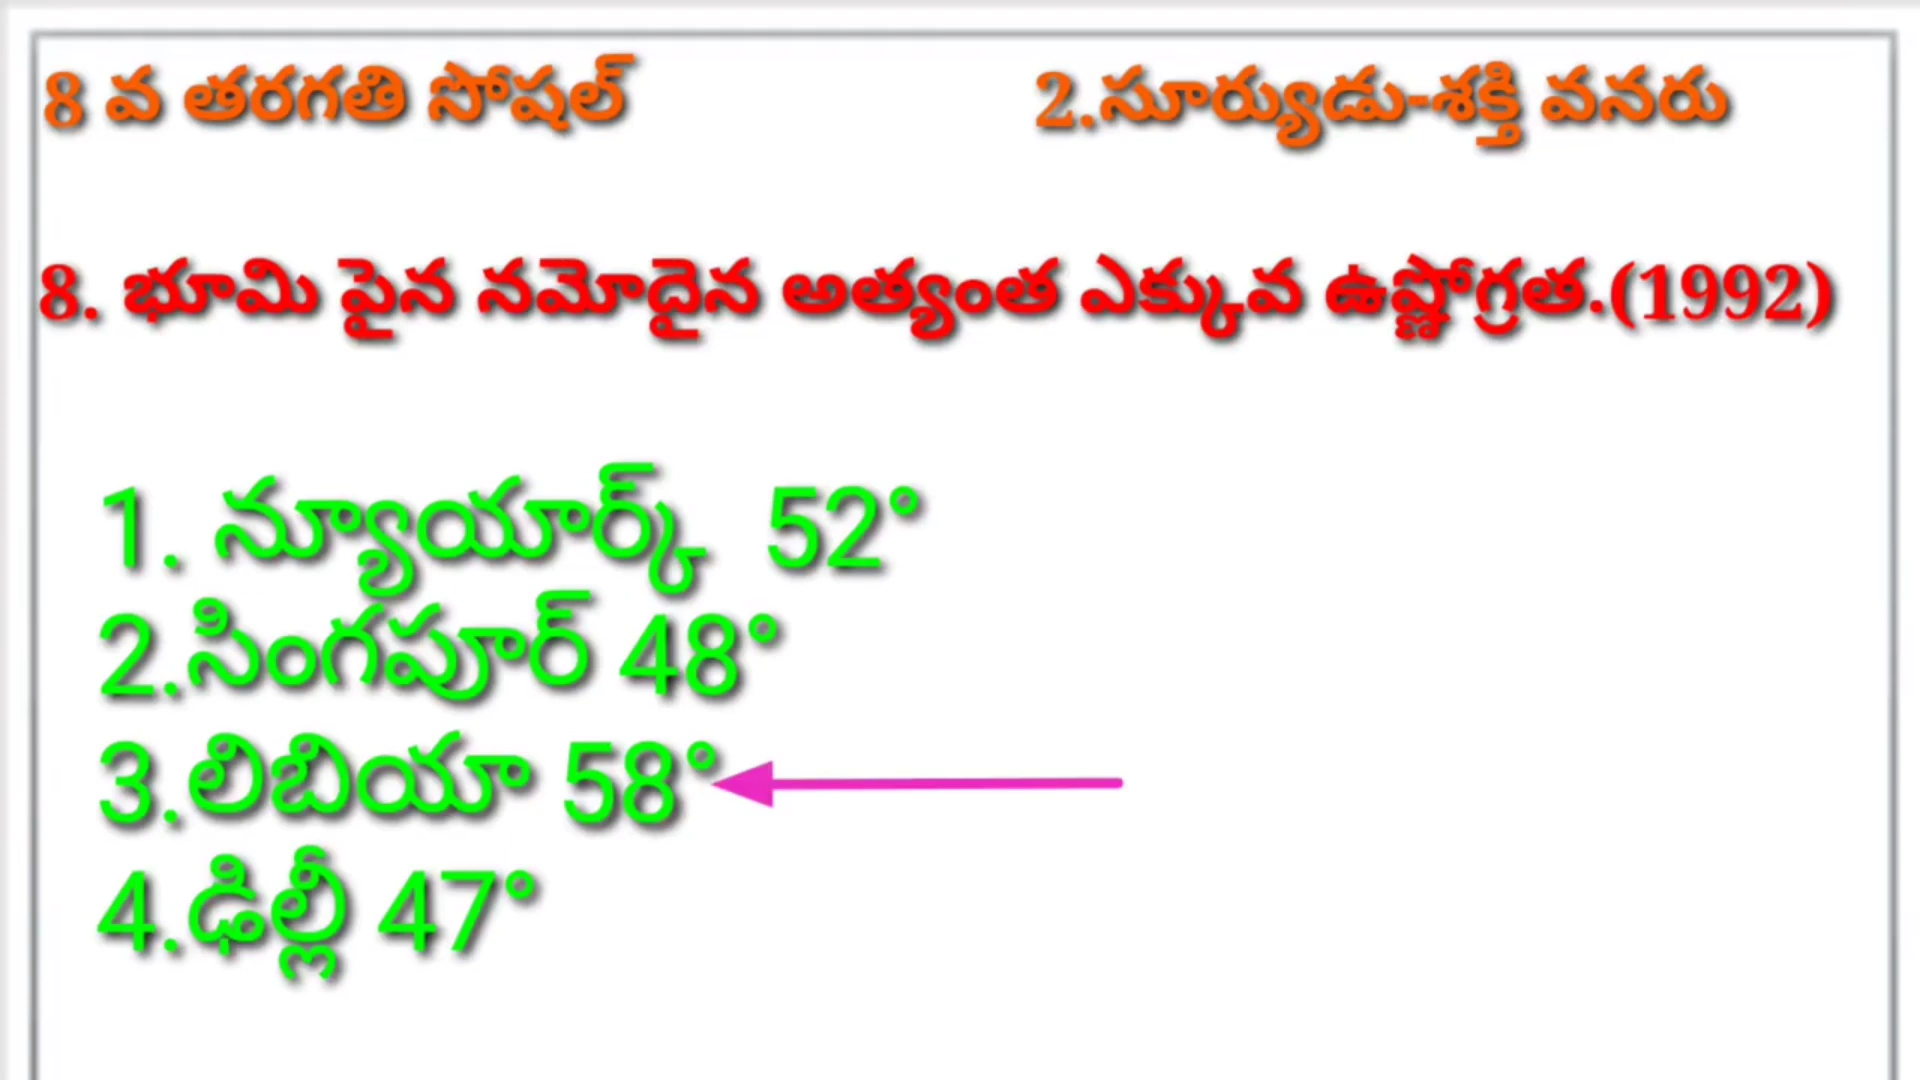 8 వ తరగతి సోషల్ 2.సూర్యుడు-శక్తి వనరు
8. భూమి పైన నమోదైన అత్యంత ఎక్కువ ఉష్ణోగ్రత.(1992)
1. న్యూయార్క్ 52°
2.సింగపూర్ 48°
3.లిబియా 58°
4.ఢిల్లీ 47°